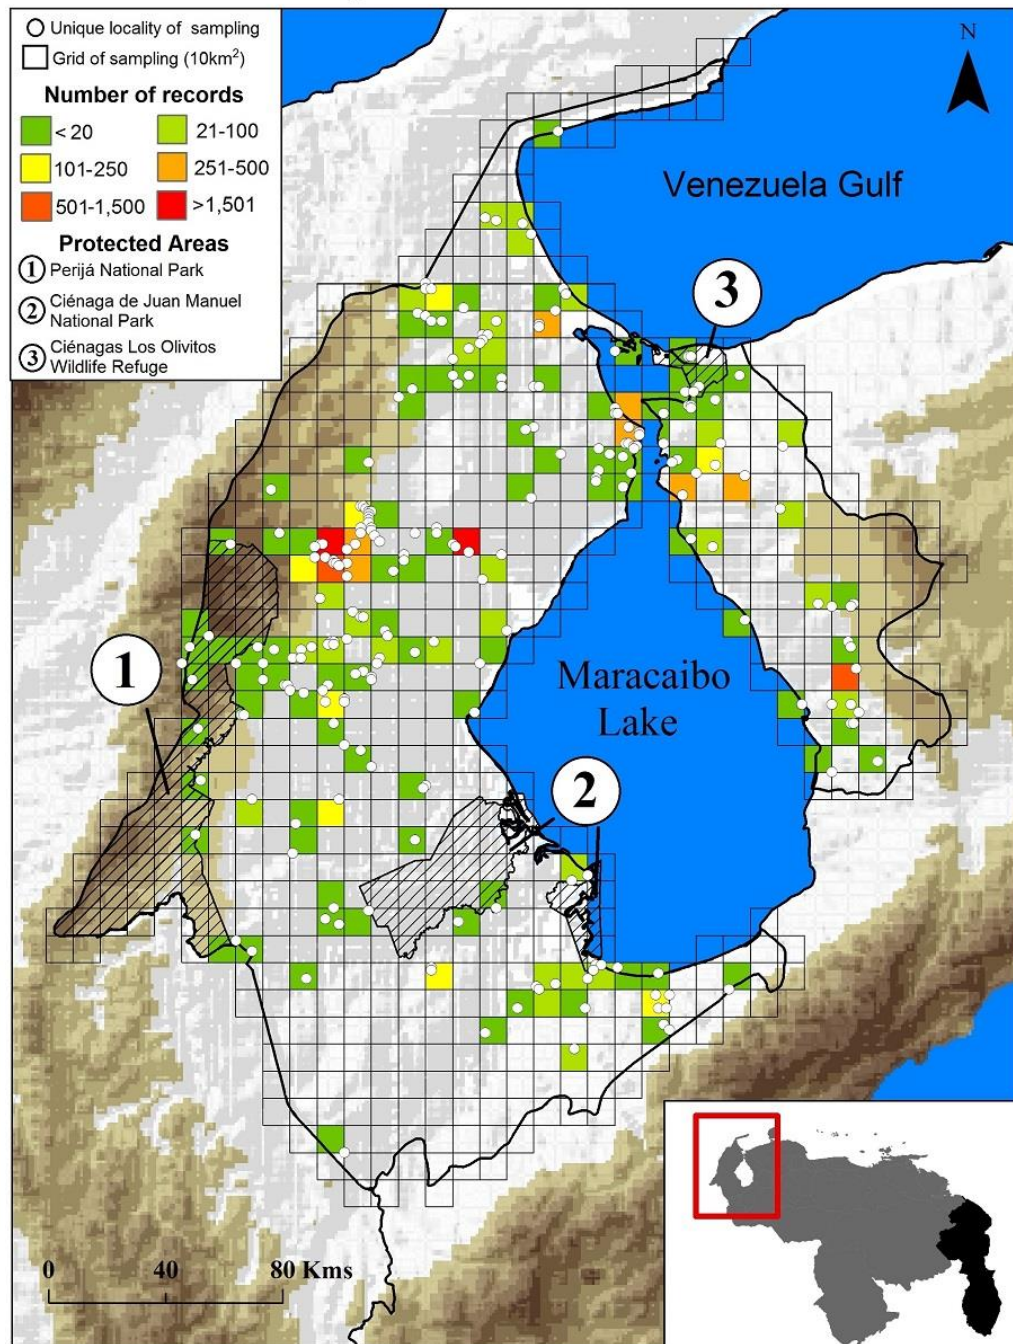 Unique locality of sampling
Grid of sampling (10km²)
Number of records
< 20
21-100
101-250
251-500
501-1,500
>1,501
Protected Areas
1 Perijá National Park
2 Ciénaga de Juan Manuel
National Park
3 Ciénagas Los Olivitos
Wildlife Refuge
N
Venezuela Gulf
3
1
Maracaibo
Lake
2
0 40 80 Kms